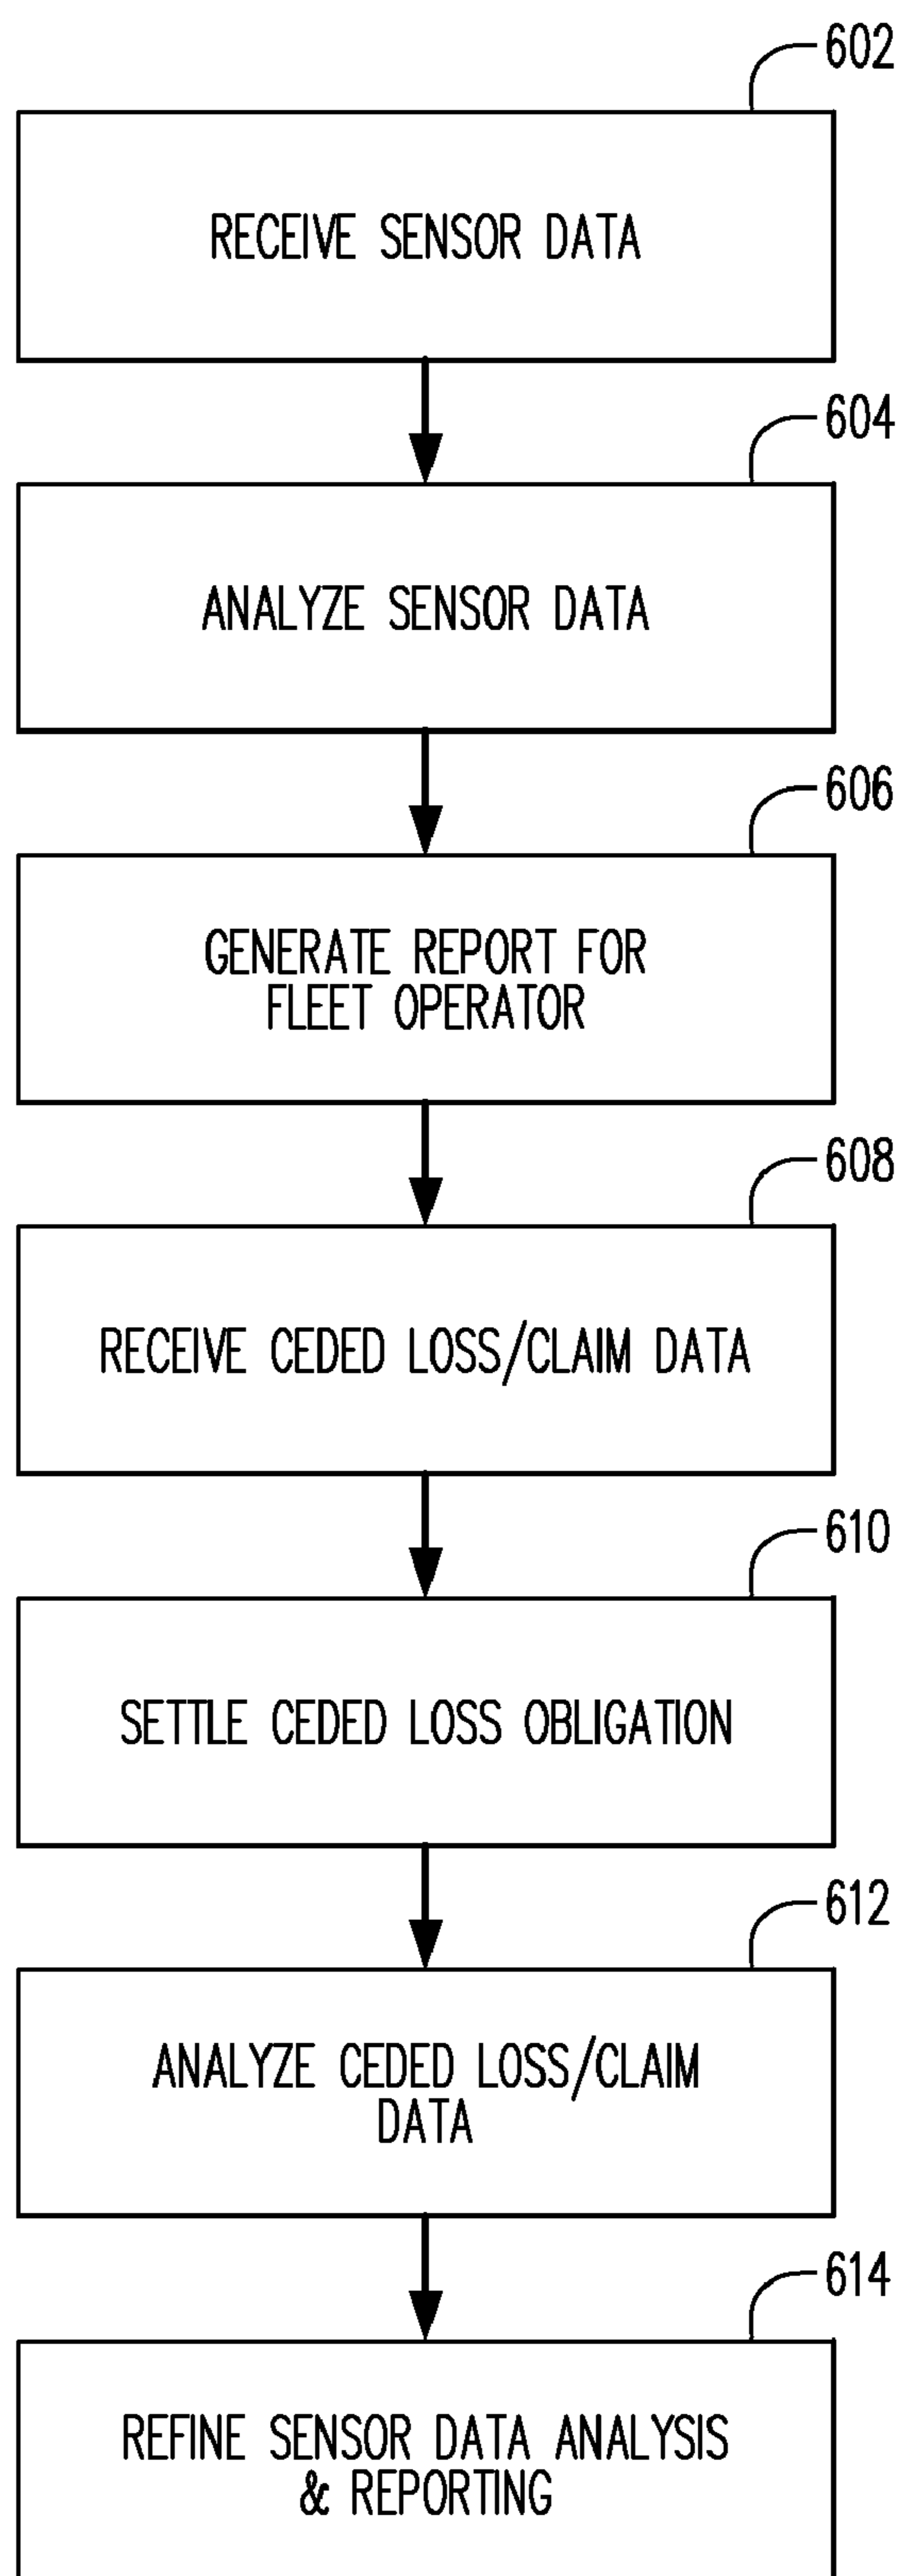 602
RECEIVE SENSOR DATA
604
ANALYZE SENSOR DATA
606
GENERATE REPORT FOR
FLEET OPERATOR
608
RECEIVE CEDED LOSS/CLAIM DATA
610
SETTLE CEDED LOSS OBLIGATION
612
ANALYZE CEDED LOSS/CLAIM
DATA
614
REFINE SENSOR DATA ANALYSIS
& REPORTING